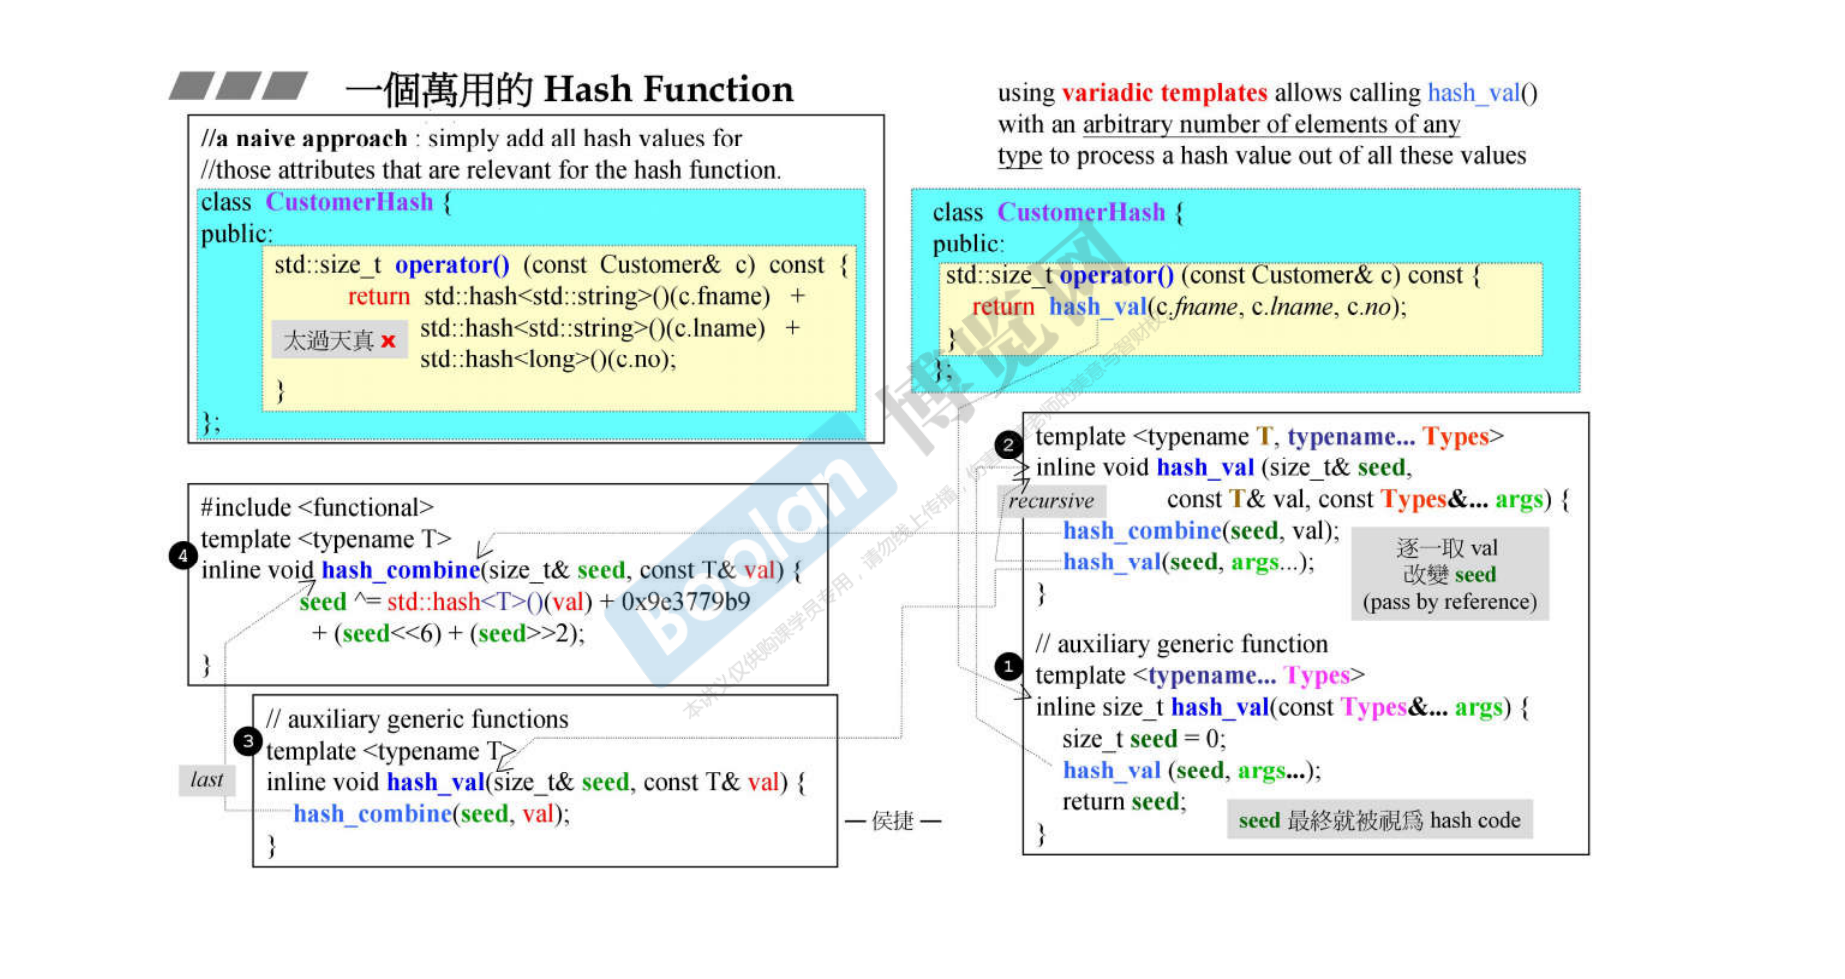 一個萬用的 Hash Function
//a naive approach : simply add all hash values for
//those attributes that are relevant for the hash function.
class CustomerHash {
public:
std::size_t operator() (const Customer& c) const {
return std::hash<std::string>()(c.fname) +
太過天真 x
std::hash<std::string>()(c.lname) +
std::hash<long>()(c.no);
}
};
using variadic templates allows calling hash_val()
with an arbitrary number of elements of any
type to process a hash value out of all these values
class CustomerHash {
public:
std::size_t operator() (const Customer& c) const {
return hash_val(c.fname, c.lname, c.no);
}
};
2
template <typename T, typename... Types>
inline void hash_val (size_t& seed,
recursive
const T& val, const Types&... args) {
hash_combine(seed, val);
hash_val(seed, args...);
}
逐一取 val
改變 seed
(pass by reference)
// auxiliary generic function
1
template <typename... Types>
inline size_t hash_val(const Types&... args) {
size_t seed = 0;
hash_val (seed, args...);
return seed;
}
seed 最終就被視爲 hash code
#include <functional>
template <typename T>
4
inline void hash_combine(size_t& seed, const T& val) {
seed ^= std::hash<T>()(val) + 0x9e3779b9
+ (seed<<6) + (seed>>2);
}
// auxiliary generic functions
3
template <typename T>
inline void hash_val(size_t& seed, const T& val) {
last
hash_combine(seed, val);
}
— 侯捷 —
Boolan
博览网
本讲义仅供购课学员专用，请勿线上传播，
老师的美意与智财权